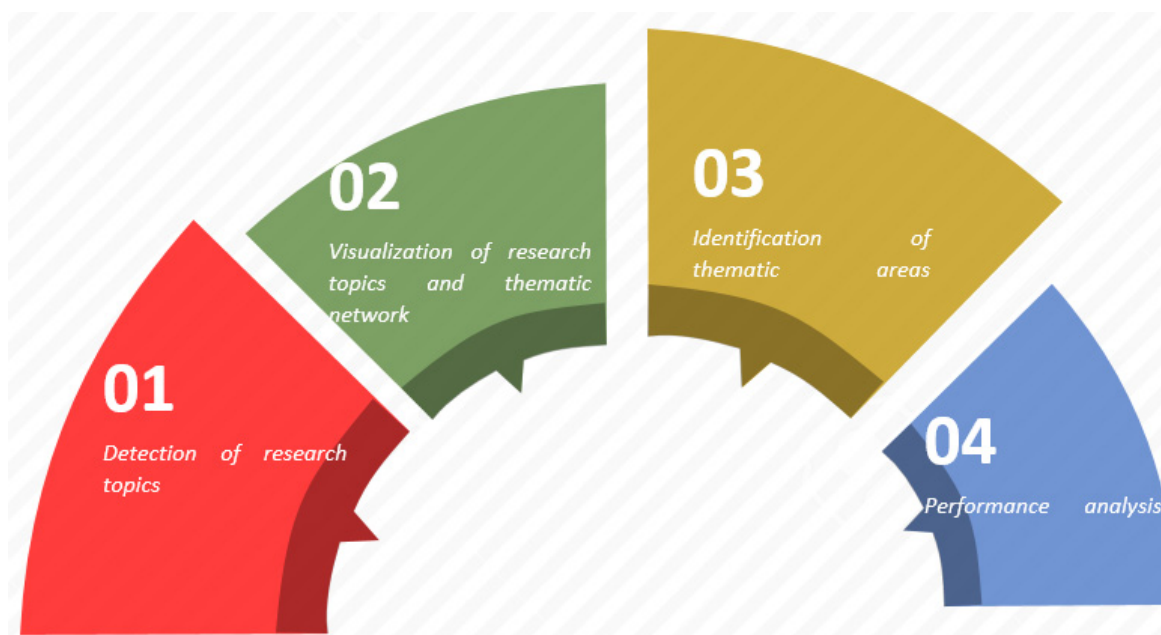 01
Detection of research
topics
02
Visualization of research
topics and thematic
network
03
Identification of
thematic areas
04
Performance analysis